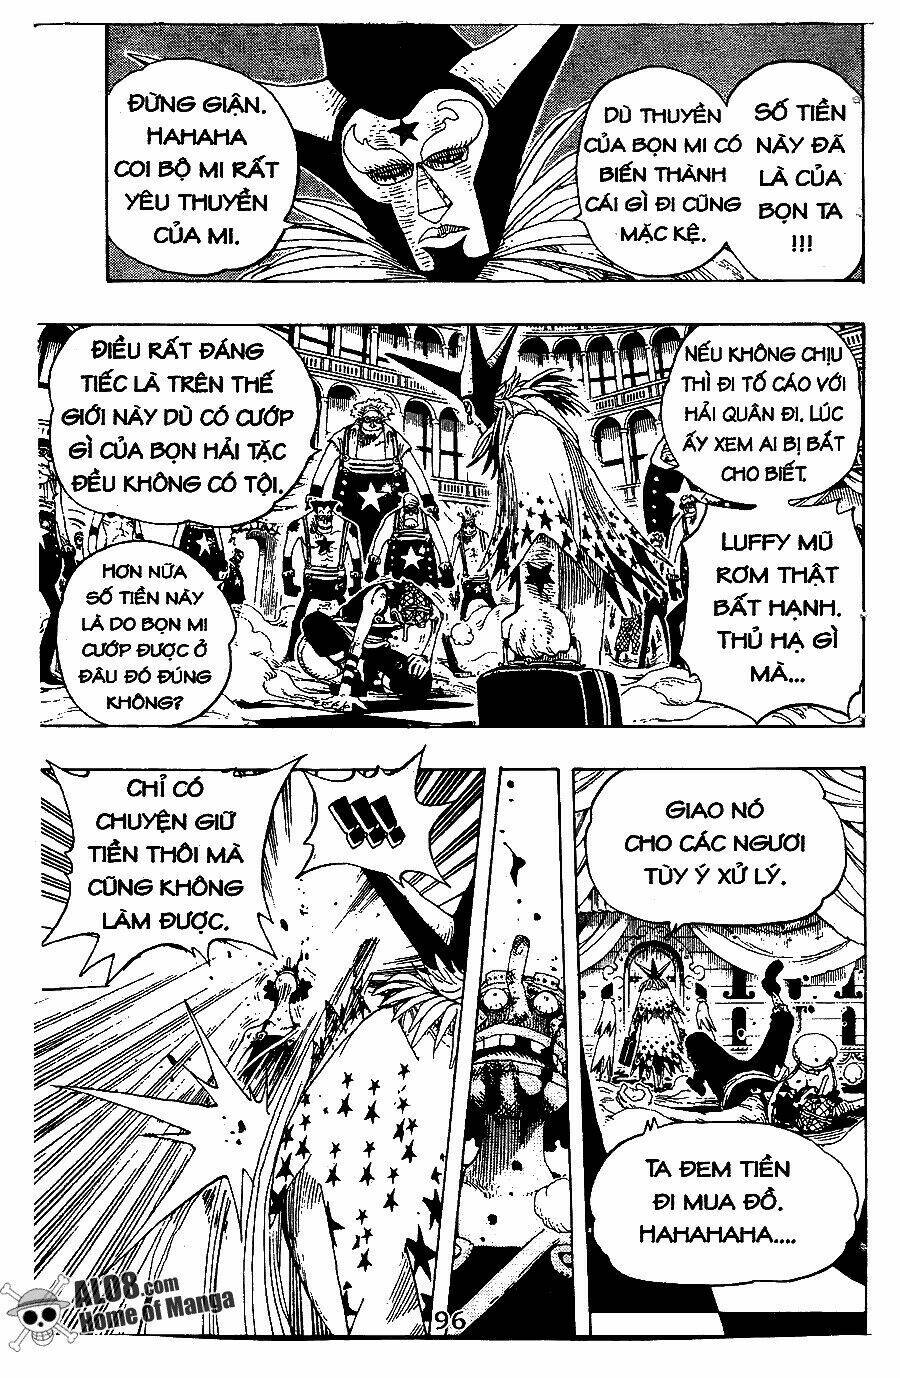 SỐ TIỀN
NÀY ĐÃ
LÀ CỦA
BỌN TA
!!!
DÙ THUYỀN
CỦA BỌN MI CÓ
BIẾN THÀNH
CÁI GÌ ĐI CŨNG
MẶC KỆ.
ĐỪNG GIẬN.
HAHAHA
COI BỘ MI RẤT
YÊU THUYỀN
CỦA MI.
NẾU KHÔNG CHỊU
THÌ ĐI TỐ CÁO VỚI
HẢI QUÂN ĐI. LÚC
ẤY XEM AI BỊ BẮT
CHO BIẾT.
ĐIỀU RẤT ĐÁNG
TIẾC LÀ TRÊN THẾ
GIỚI NÀY DÙ CÓ CƯỚP
GÌ CỦA BỌN HẢI TẶC
ĐỀU KHÔNG CÓ TỘI.
HƠN NỮA
SỐ TIỀN NÀY
LÀ DO BỌN MI
CƯỚP ĐƯỢC Ở
ĐÂU ĐÓ ĐÚNG
KHÔNG?
LUFFY MŨ
RƠM THẬT
BẤT HẠNH.
THỦ HẠ GÌ
MÀ...
CHỈ CÓ
CHUYỆN GIỮ
TIỀN THÔI MÀ
CŨNG KHÔNG
LÀM ĐƯỢC.
!!!
GIAO NÓ
CHO CÁC NGƯƠI
TÙY Ý XỬ LÝ.
TA ĐEM TIỀN
ĐI MUA ĐỒ.
HAHAHAHA....
ALO8.com
Home of Manga
96